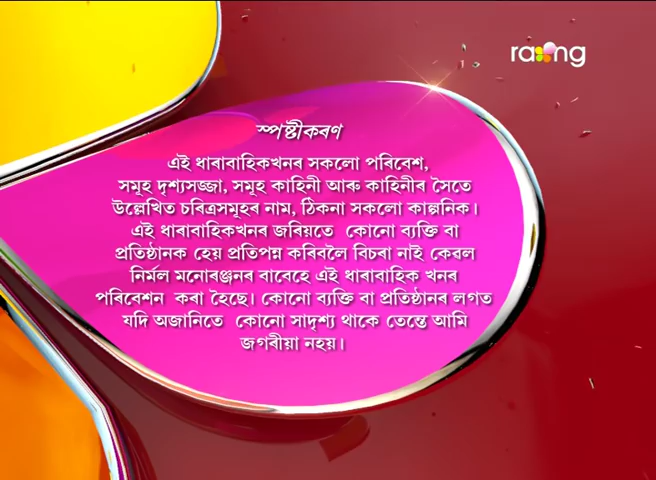 rang
স্পষ্টীকৰণ
এই ধাৰাবাহিকখনৰ সকলো পৰিবেশ,
সমূহ দৃশ্যসজ্জা, সমূহ কাহিনী আৰু কাহিনীৰ সৈতে
উল্লেখিত চৰিত্ৰসমূহৰ নাম, ঠিকনা সকলো কাল্পনিক।
এই ধাৰাবাহিকখনৰ জৰিয়তে কোনো ব্যক্তি বা
প্ৰতিষ্ঠানক হেয় প্ৰতিপন্ন কৰিবলৈ বিচৰা নাই কেৱল
নিৰ্মল মনোৰঞ্জনৰ বাবেহে এই ধাৰাবাহিক খনৰ
পৰিবেশন কৰা হৈছে। কোনো ব্যক্তি বা প্ৰতিষ্ঠানৰ লগত
যদি অজানিতে কোনো সাদৃশ্য থাকে তেন্তে আমি
জগৰীয়া নহয়।